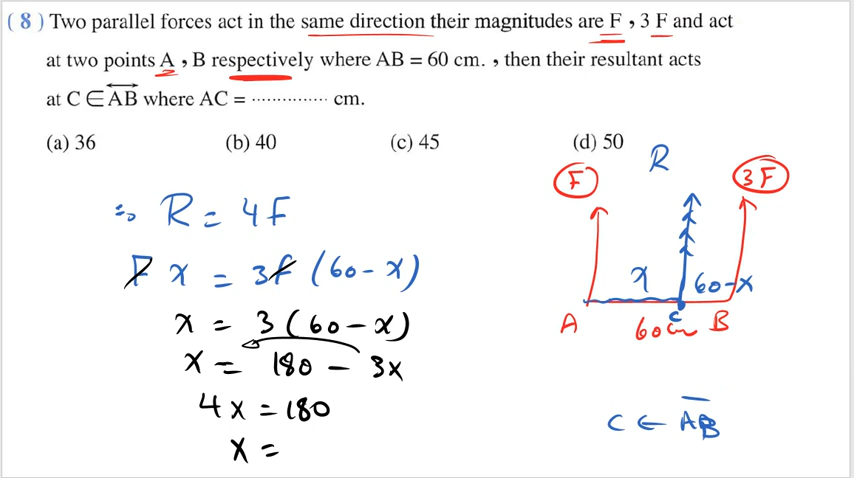 ( 8 ) Two parallel forces act in the same direction their magnitudes are F , 3 F and act
at two points A , B respectively where AB = 60 cm. , then their resultant acts
at C ∈ \overleftrightarrow{AB} where AC = ··············· cm.
(a) 36 (b) 40 (c) 45 (d) 50
R
F 3F
∴ R = 4F
F x = 3F (60 - x)
x 60-x
x = 3 (60 - x)
A 60cm C B
x = 180 - 3x
4x = 180
C ∈ \overline{AB}
x =